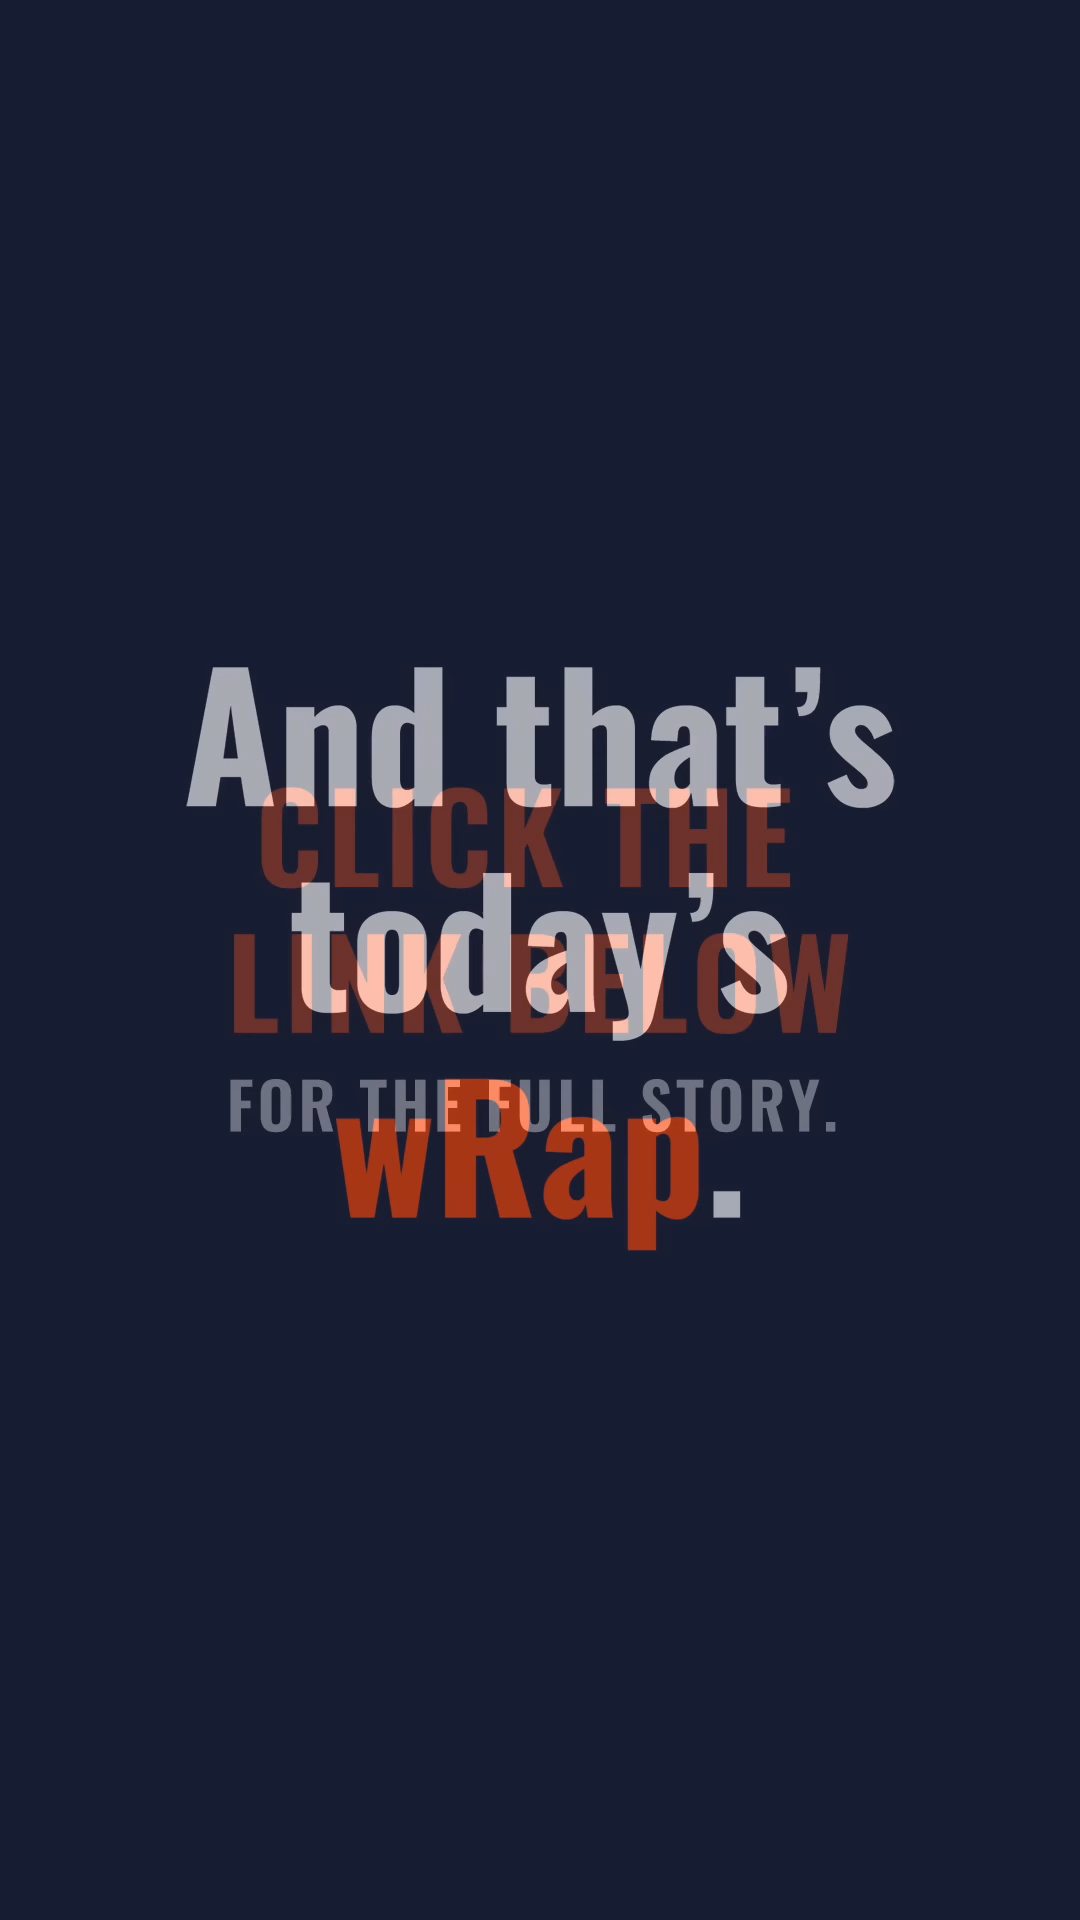 And that’s
CLICK THE
today’s
LINK BELOW
FOR THE FULL STORY.
wRap.